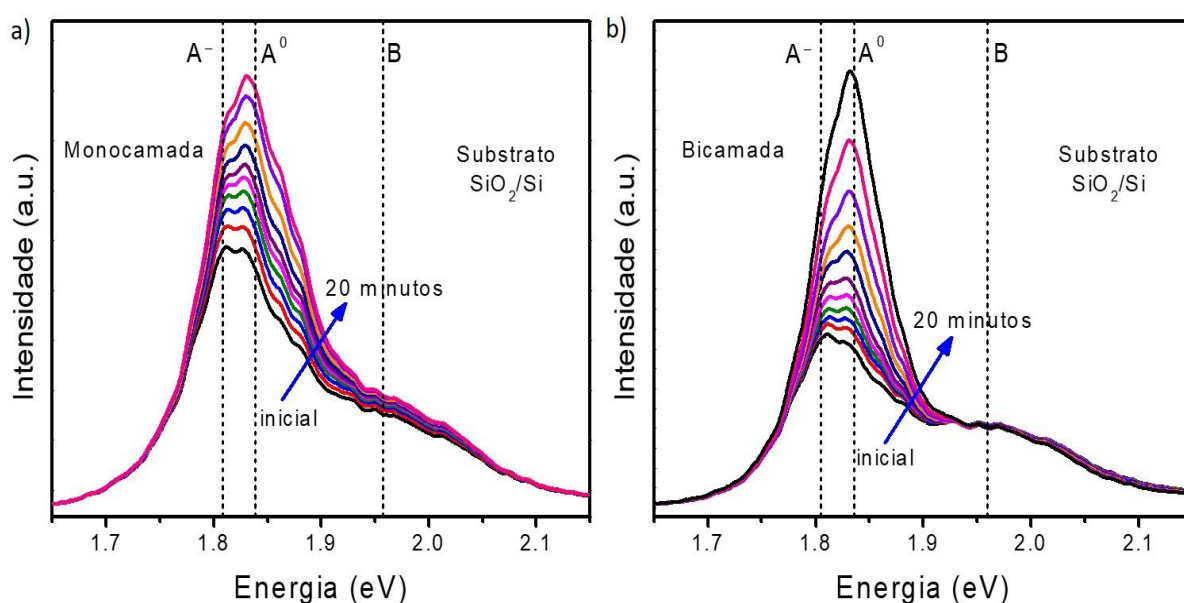 a)
A⁻
A⁰
B
Monocamada
Substrato
SiO₂/Si
20 minutos
inicial
Intensidade (a.u.)
1.7
1.8
1.9
2.0
2.1
Energia (eV)
b)
A⁻
A⁰
B
Bicamada
Substrato
SiO₂/Si
20 minutos
inicial
Intensidade (a.u.)
1.7
1.8
1.9
2.0
2.1
Energia (eV)